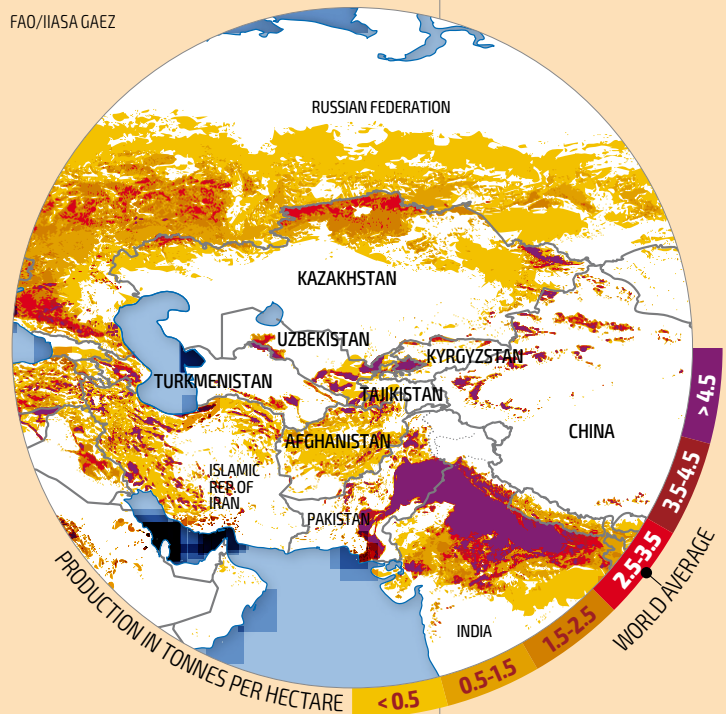 FAO/IIASA GAEZ
RUSSIAN FEDERATION
KAZAKHSTAN
UZBEKISTAN
KYRGYZSTAN
TURKMENISTAN
TAJIKISTAN
AFGHANISTAN
CHINA
ISLAMIC
REP OF
IRAN
PAKISTAN
INDIA
PRODUCTION IN TONNES PER HECTARE
< 0.5
0.5-1.5
1.5-2.5
2.5-3.5
3.5-4.5
> 4.5
WORLD AVERAGE